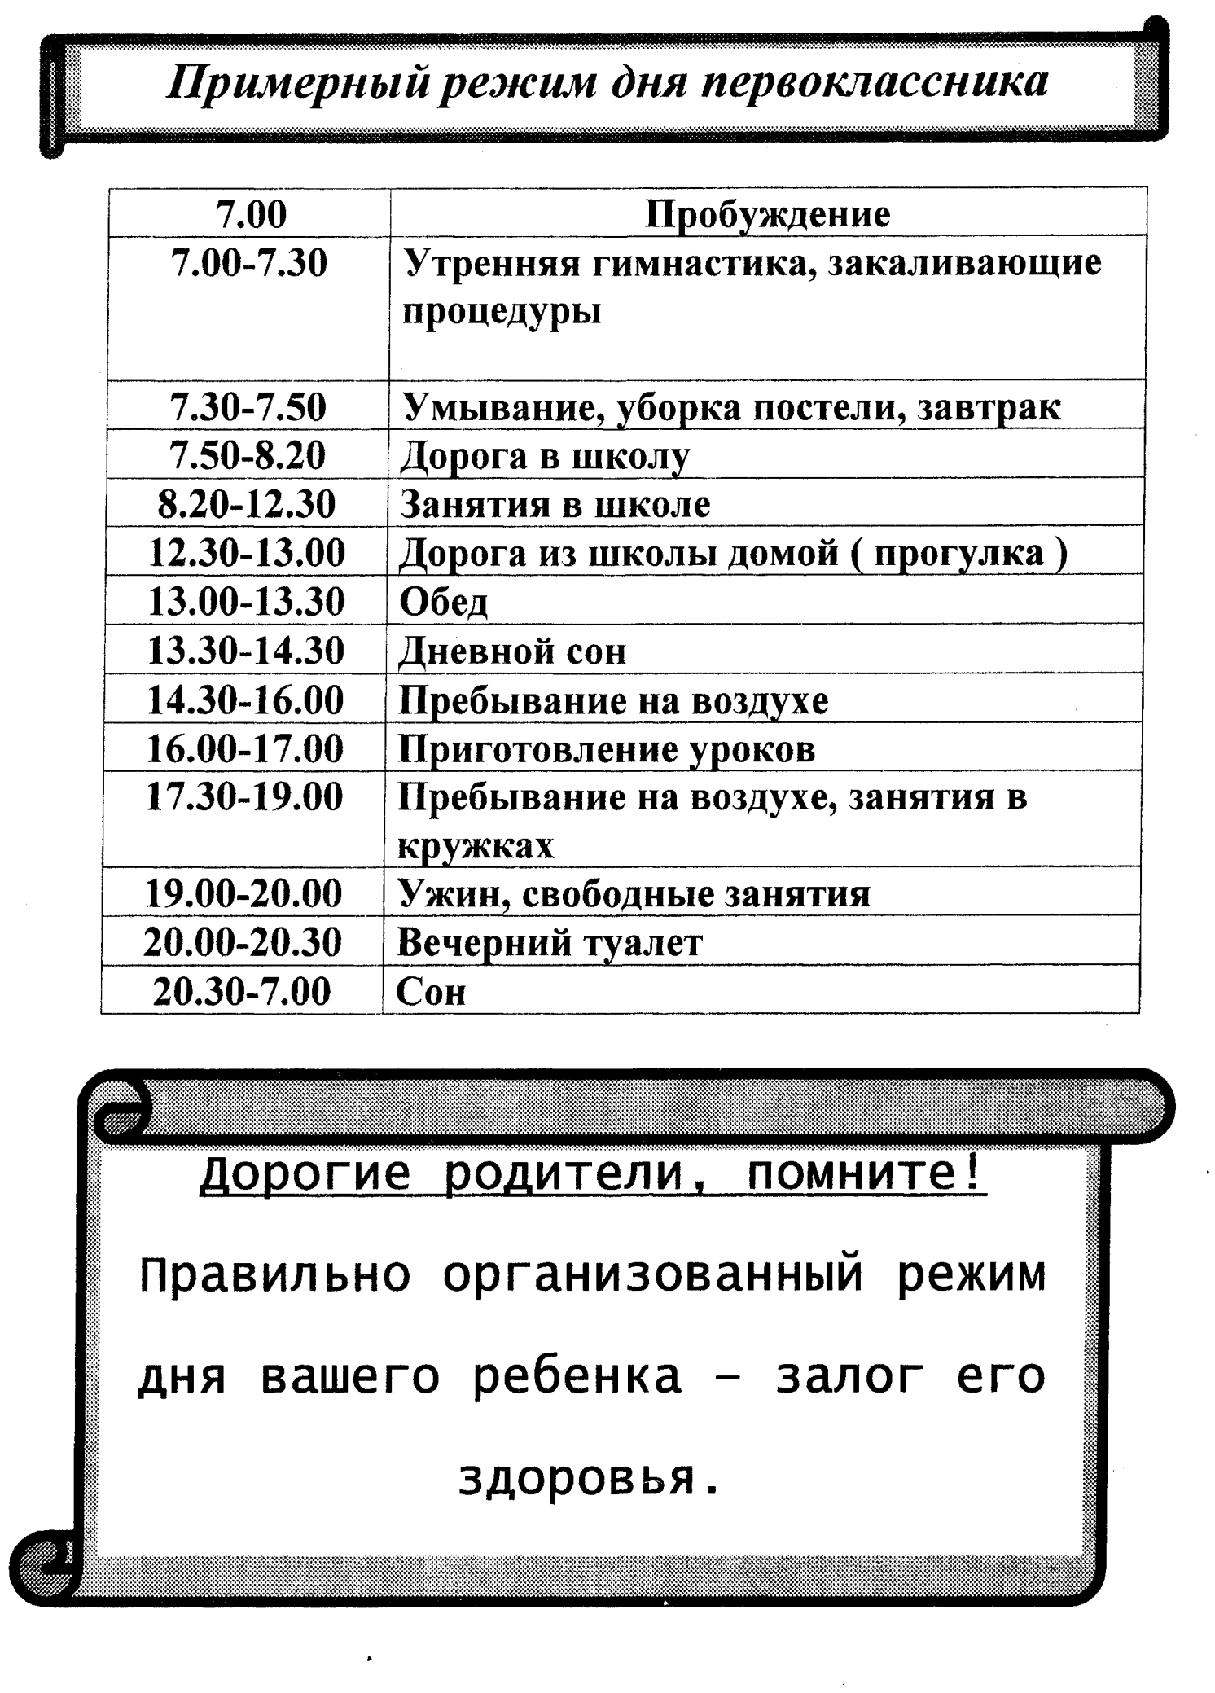 Примерный режим дня первоклассника
7.00 Пробуждение
7.00-7.30 Утренняя гимнастика, закаливающие
процедуры
7.30-7.50 Умывание, уборка постели, завтрак
7.50-8.20 Дорога в школу
8.20-12.30 Занятия в школе
12.30-13.00 Дорога из школы домой ( прогулка )
13.00-13.30 Обед
13.30-14.30 Дневной сон
14.30-16.00 Пребывание на воздухе
16.00-17.00 Приготовление уроков
17.30-19.00 Пребывание на воздухе, занятия в
кружках
19.00-20.00 Ужин, свободные занятия
20.00-20.30 Вечерний туалет
20.30-7.00 Сон
Дорогие родители, помните!
Правильно организованный режим
дня вашего ребенка – залог его
здоровья.